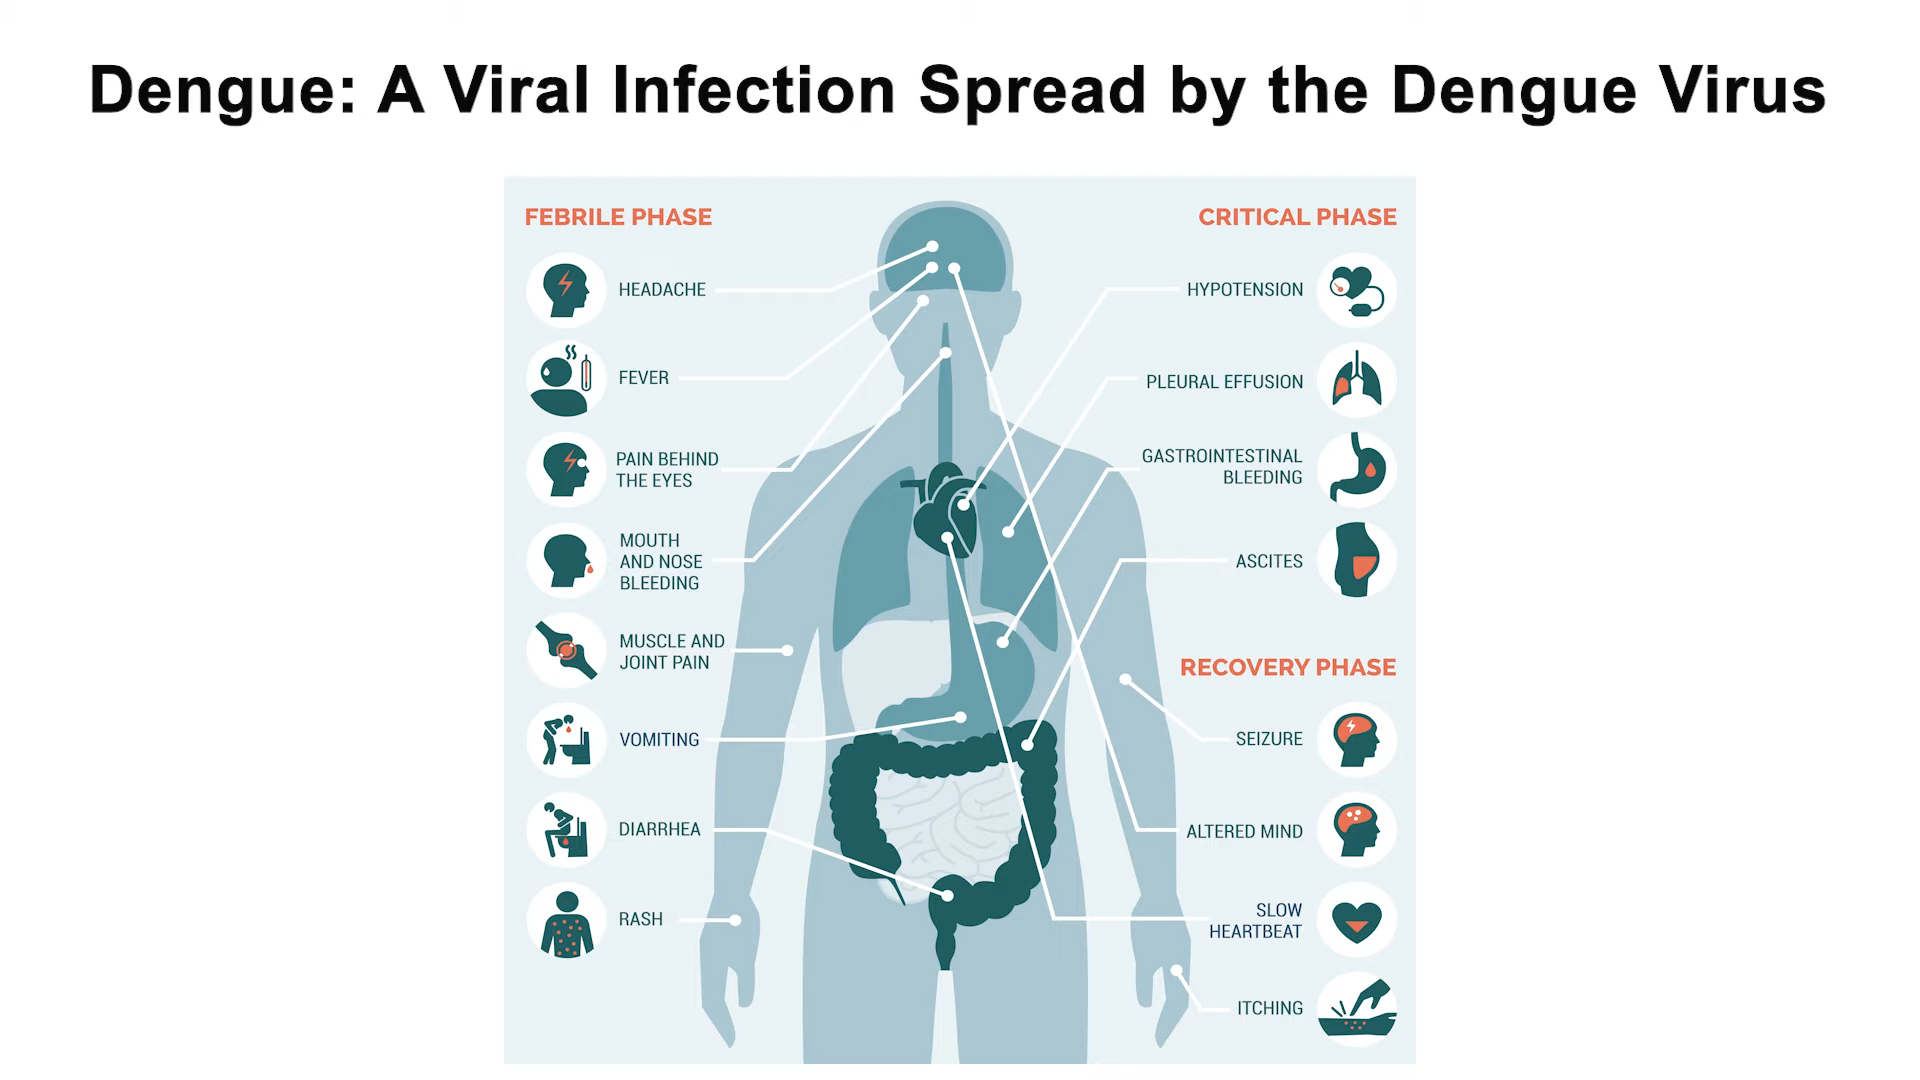 Dengue: A Viral Infection Spread by the Dengue Virus
FEBRILE PHASE
HEADACHE
FEVER
PAIN BEHIND
THE EYES
MOUTH
AND NOSE
BLEEDING
MUSCLE AND
JOINT PAIN
VOMITING
DIARRHEA
RASH
CRITICAL PHASE
HYPOTENSION
PLEURAL EFFUSION
GASTROINTESTINAL
BLEEDING
ASCITES
RECOVERY PHASE
SEIZURE
ALTERED MIND
SLOW
HEARTBEAT
ITCHING